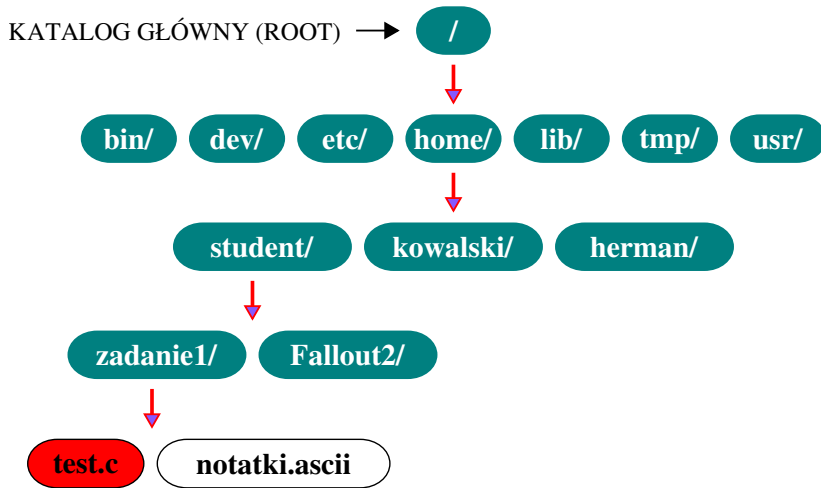 KATALOG GŁÓWNY (ROOT) /
bin/ dev/ etc/ home/ lib/ tmp/ usr/
student/ kowalski/ herman/
zadanie1/ Fallout2/
test.c notatki.ascii